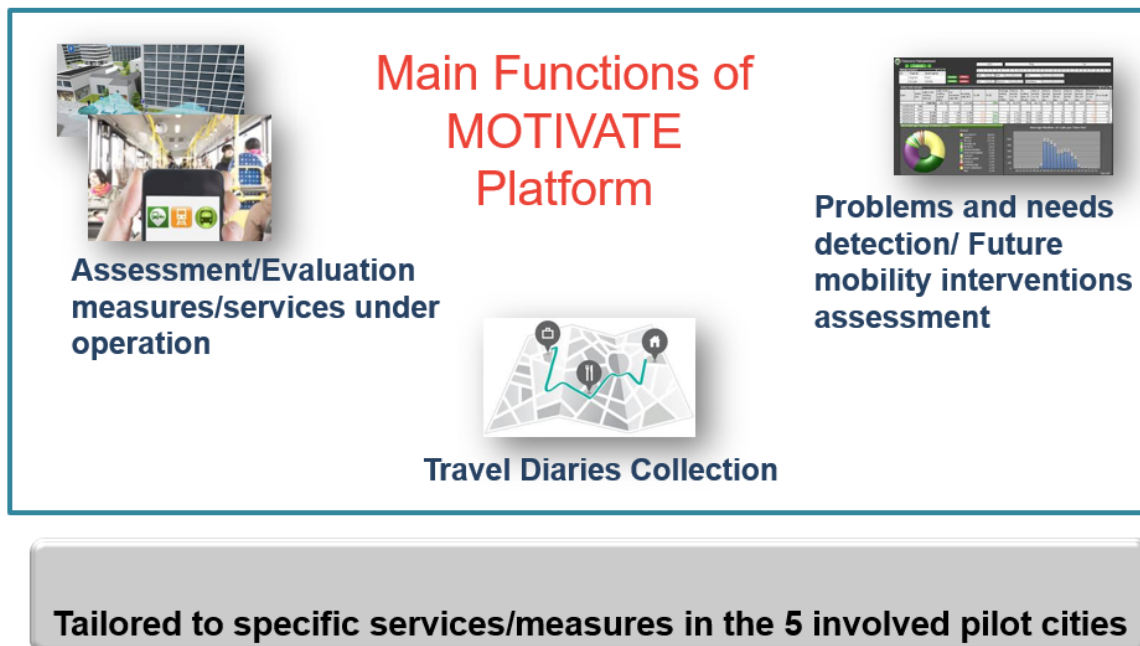 Main Functions of
MOTIVATE
Platform
Assessment/Evaluation
measures/services under
operation
Problems and needs
detection/ Future
mobility interventions
assessment
Travel Diaries Collection
Tailored to specific services/measures in the 5 involved pilot cities